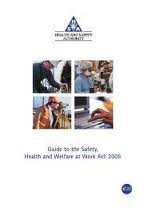 HEALTH AND SAFETY
AUTHORITY
Guide to the Safety,
Health and Welfare at Work Act 2005